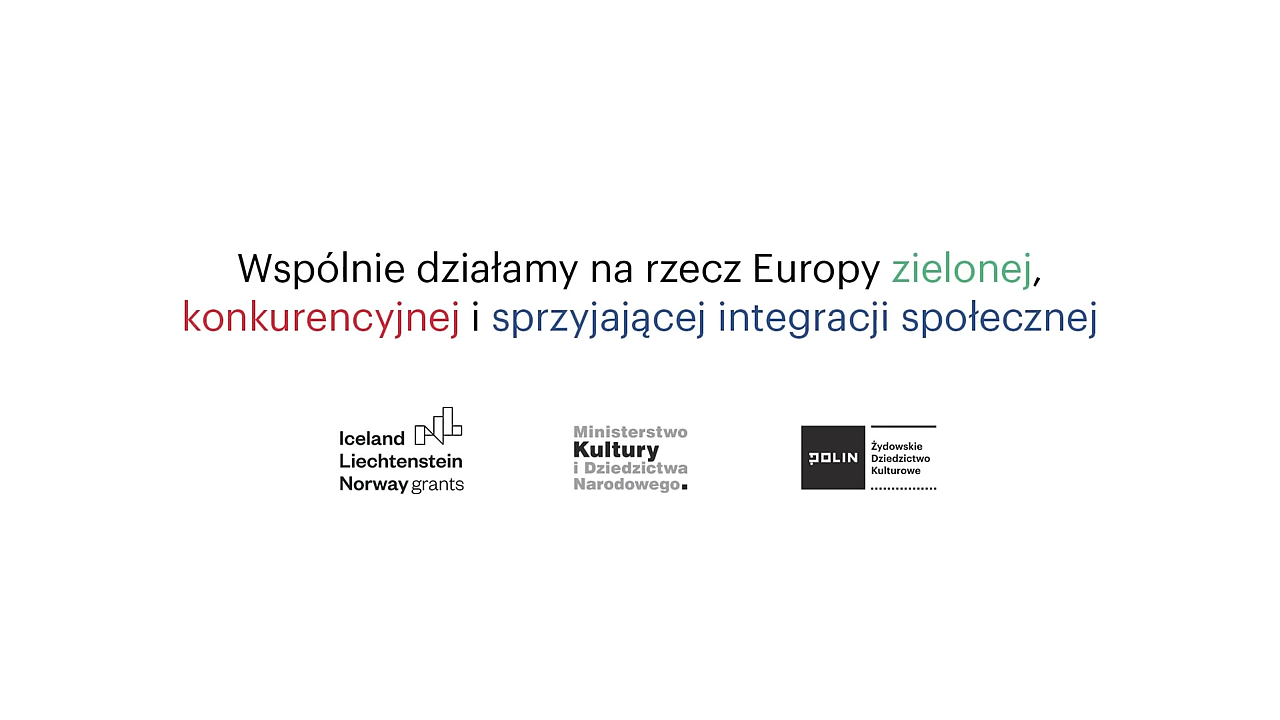 Wspólnie działamy na rzecz Europy zielonej,
konkurencyjnej i sprzyjającej integracji społecznej
Iceland
Liechtenstein
Norway grants
Ministerstwo
Kultury
i Dziedzictwa
Narodowego.
POLIN
Żydowskie
Dziedzictwo
Kulturowe